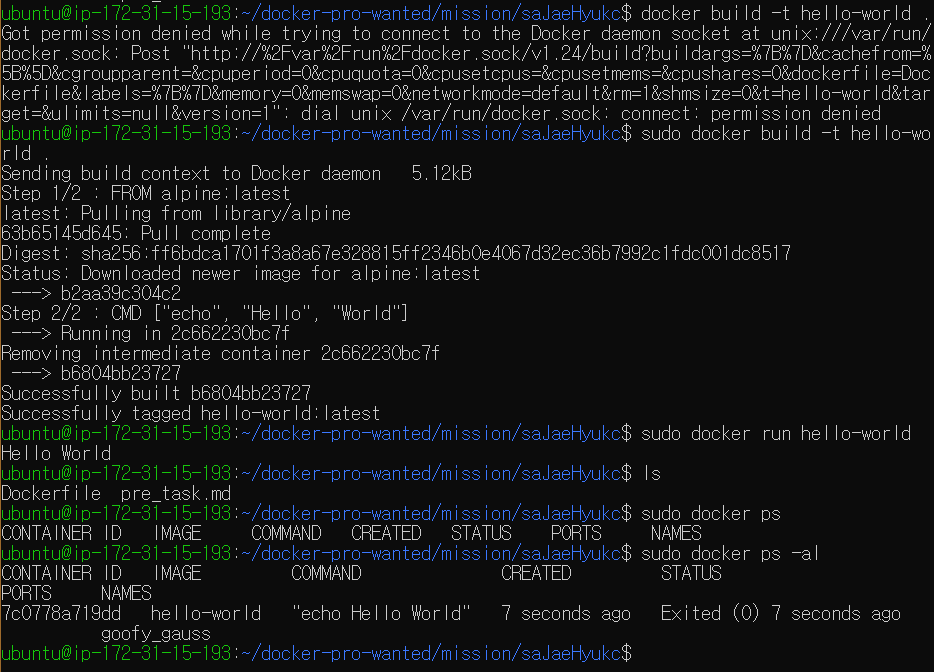 ubuntu@ip-172-31-15-193:~/docker-pro-wanted/mission/saJaeHyukc$ docker build -t hello-world .
Got permission denied while trying to connect to the Docker daemon socket at unix:///var/run/
docker.sock: Post "http://%2Fvar%2Frun%2Fdocker.sock/v1.24/build?buildargs=%7B%7D&cachefrom=%
5B%5D&cgroupparent=&cpuperiod=0&cpuquota=0&cpusetcpus=&cpusetmems=&cpushares=0&dockerfile=Doc
kerfile&labels=%7B%7D&memory=0&memswap=0&networkmode=default&rm=1&shmsize=0&t=hello-world&tar
get=&ulimits=null&version=1": dial unix /var/run/docker.sock: connect: permission denied
ubuntu@ip-172-31-15-193:~/docker-pro-wanted/mission/saJaeHyukc$ sudo docker build -t hello-wo
rld .
Sending build context to Docker daemon   5.12kB
Step 1/2 : FROM alpine:latest
latest: Pulling from library/alpine
63b65145d645: Pull complete
Digest: sha256:ff6bdca1701f3a8a67e328815ff2346b0e4067d32ec36b7992c1fdc001dc8517
Status: Downloaded newer image for alpine:latest
 ---> b2aa39c304c2
Step 2/2 : CMD ["echo", "Hello", "World"]
 ---> Running in 2c662230bc7f
Removing intermediate container 2c662230bc7f
 ---> b6804bb23727
Successfully built b6804bb23727
Successfully tagged hello-world:latest
ubuntu@ip-172-31-15-193:~/docker-pro-wanted/mission/saJaeHyukc$ sudo docker run hello-world
Hello World
ubuntu@ip-172-31-15-193:~/docker-pro-wanted/mission/saJaeHyukc$ ls
Dockerfile  pre_task.md
ubuntu@ip-172-31-15-193:~/docker-pro-wanted/mission/saJaeHyukc$ sudo docker ps
CONTAINER ID   IMAGE     COMMAND   CREATED   STATUS    PORTS     NAMES
ubuntu@ip-172-31-15-193:~/docker-pro-wanted/mission/saJaeHyukc$ sudo docker ps -al
CONTAINER ID   IMAGE         COMMAND              CREATED         STATUS
PORTS     NAMES
7c0778a719dd   hello-world   "echo Hello World"   7 seconds ago   Exited (0) 7 seconds ago
          goofy_gauss
ubuntu@ip-172-31-15-193:~/docker-pro-wanted/mission/saJaeHyukc$